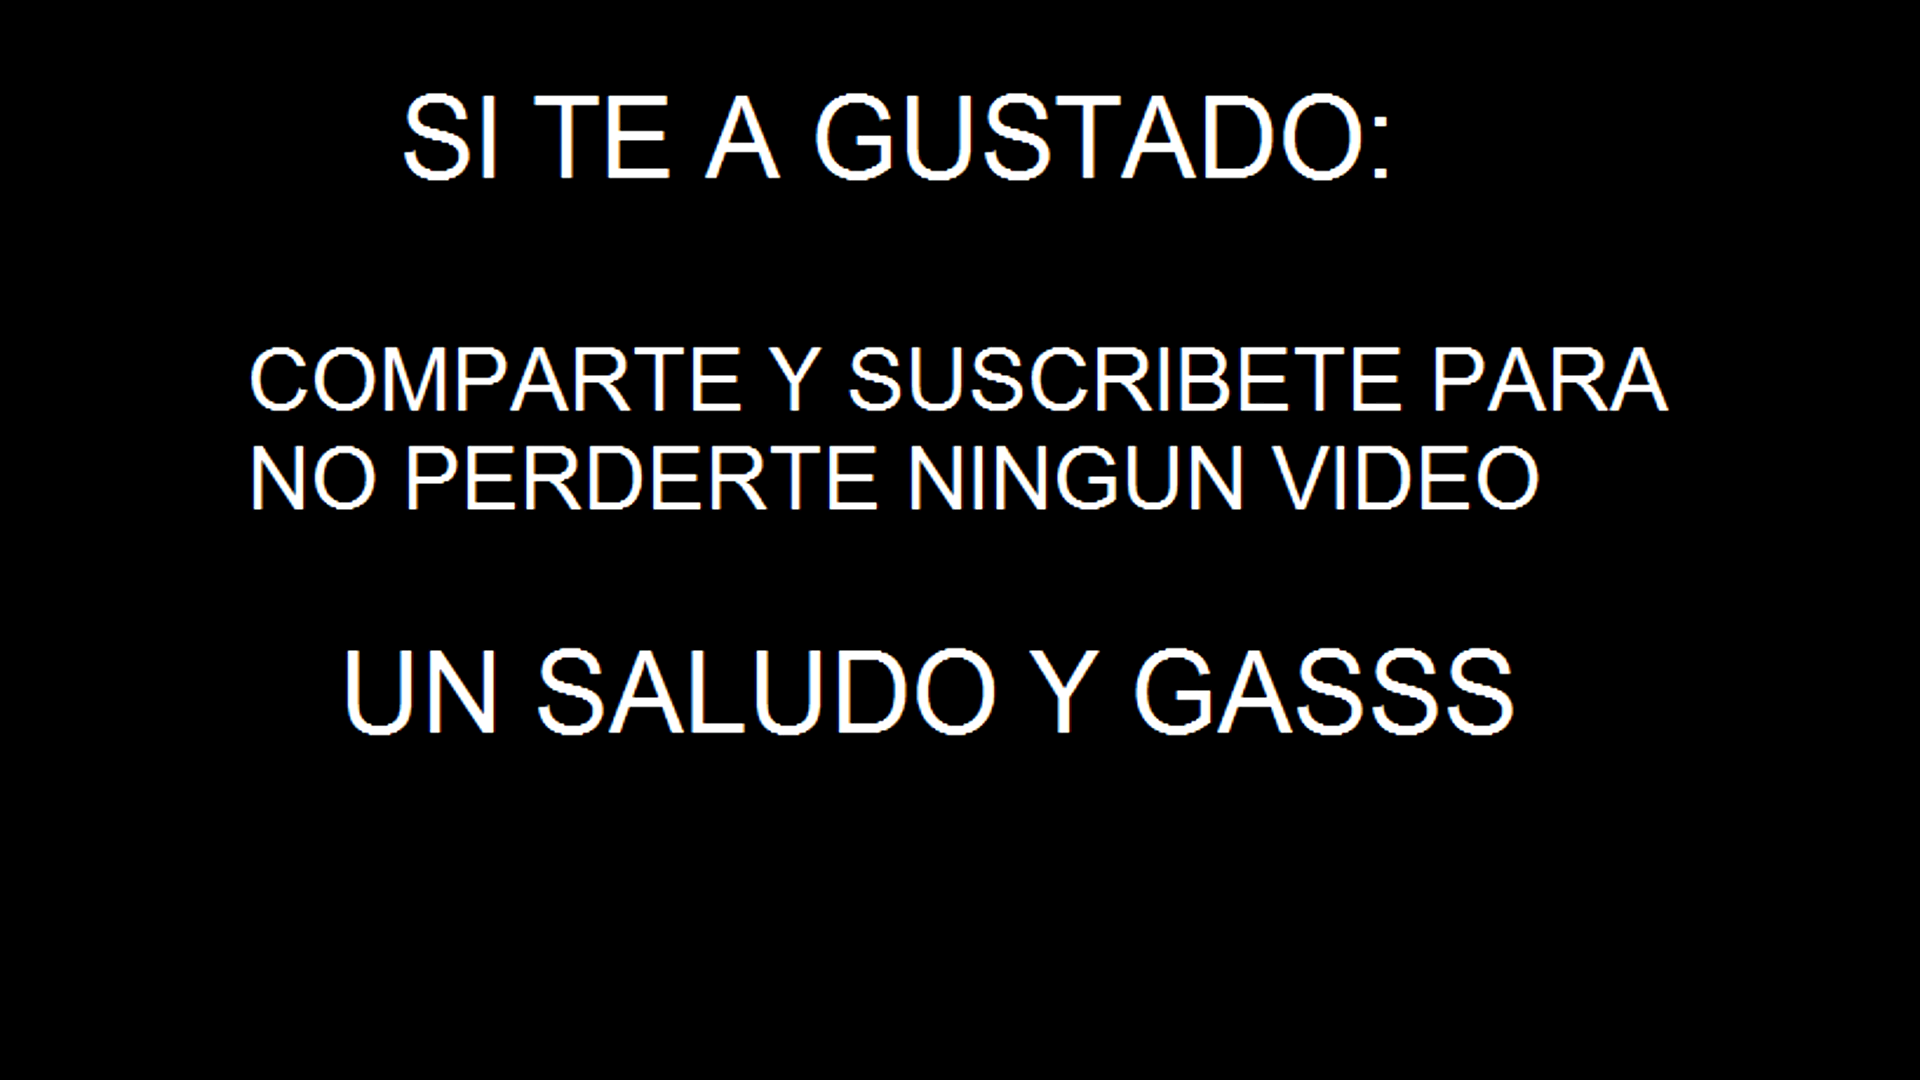 SI TE A GUSTADO:
COMPARTE Y SUSCRIBETE PARA
NO PERDERTE NINGUN VIDEO
UN SALUDO Y GASSS